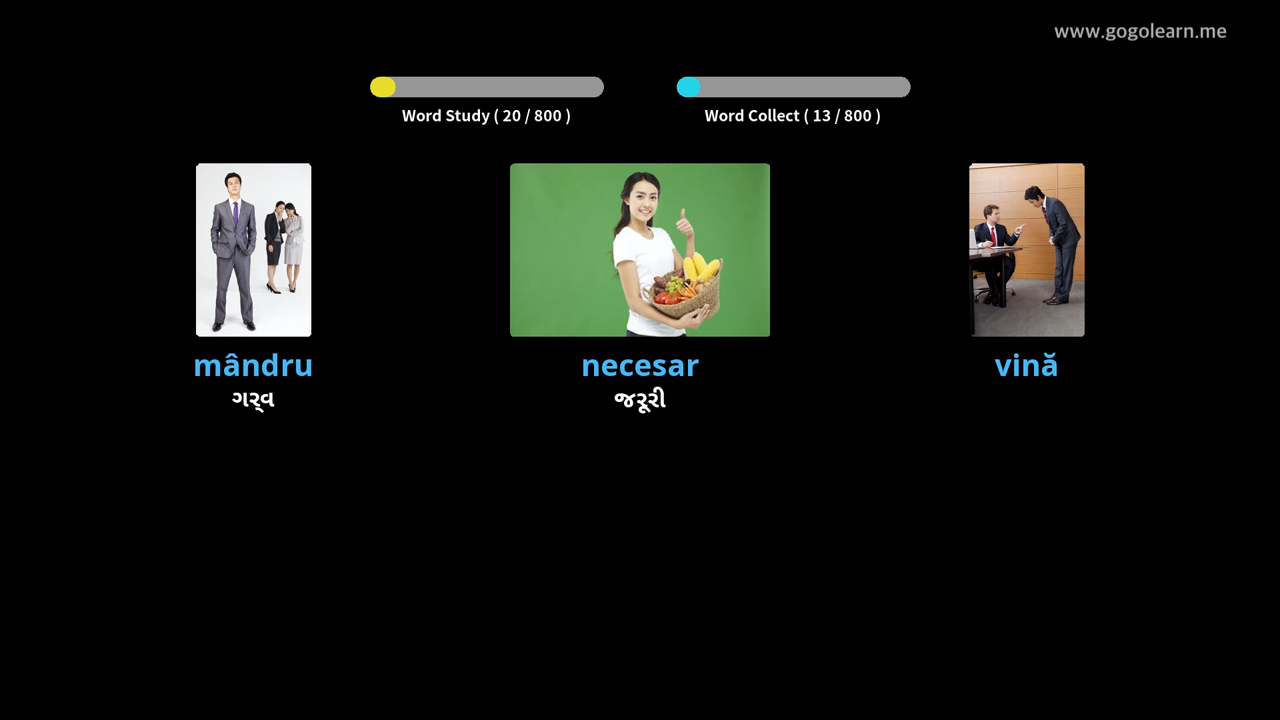 www.gogolearn.me
Word Study ( 20 / 800 )
Word Collect ( 13 / 800 )
mândru
necesar
vină
ગર્વ
જરૂરી